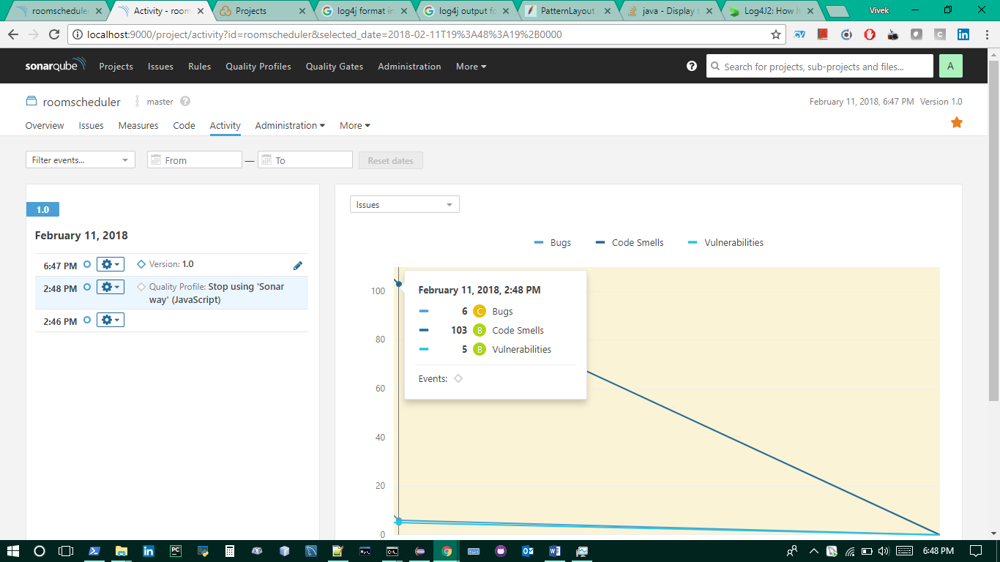 roomscheduler
Activity - room
Projects
log4j format in
log4j output fo
PatternLayout
java - Display t
Log4J2: How It
Vivek
localhost:9000/project/activity?id=roomscheduler&selected_date=2018-02-11T19%3A48%3A19%2B0000
sonarqube Projects Issues Rules Quality Profiles Quality Gates Administration More
Search for projects, sub-projects and files...
A
roomscheduler master
February 11, 2018, 6:47 PM Version 1.0
Overview Issues Measures Code Activity Administration More
Filter events... From — To Reset dates
1.0
February 11, 2018
6:47 PM Version: 1.0
2:48 PM Quality Profile: Stop using 'Sonar
way' (JavaScript)
2:46 PM
Issues
Bugs Code Smells Vulnerabilities
100
80
60
40
20
0
February 11, 2018, 2:48 PM
6 C Bugs
103 B Code Smells
5 B Vulnerabilities
Events:
6:48 PM